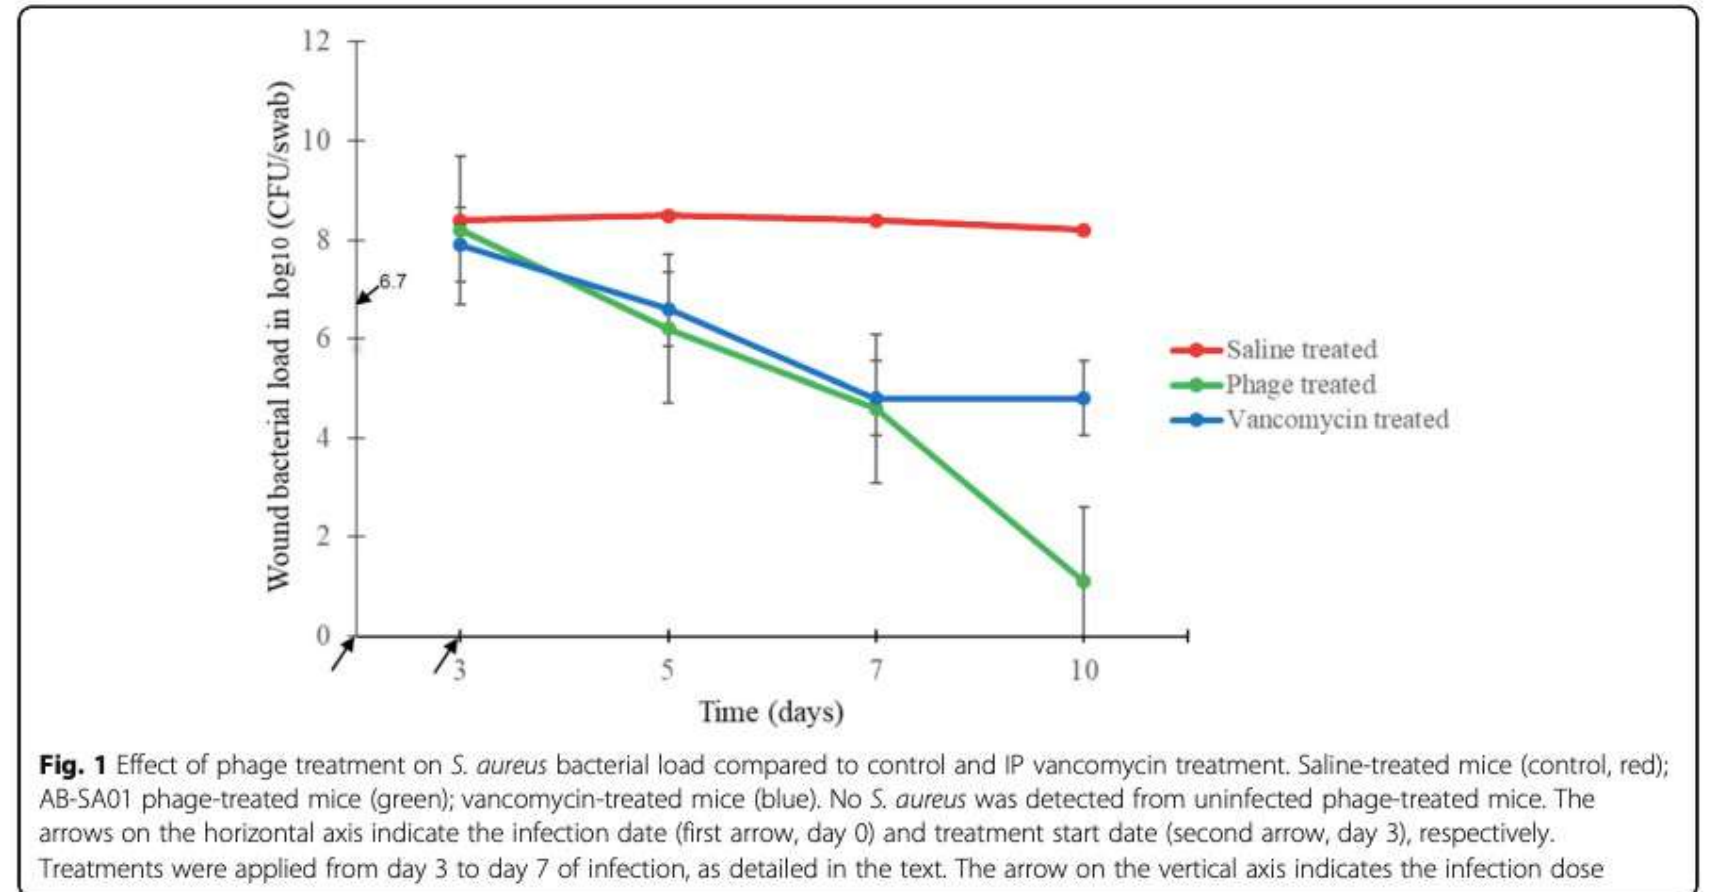 12
10
8
6
4
2
0
Wound bacterial load in log10 (CFU/swab)
6.7
3 5 7 10
Time (days)
Saline treated
Phage treated
Vancomycin treated
Fig. 1 Effect of phage treatment on S. aureus bacterial load compared to control and IP vancomycin treatment. Saline-treated mice (control, red);
AB-SA01 phage-treated mice (green); vancomycin-treated mice (blue). No S. aureus was detected from uninfected phage-treated mice. The
arrows on the horizontal axis indicate the infection date (first arrow, day 0) and treatment start date (second arrow, day 3), respectively.
Treatments were applied from day 3 to day 7 of infection, as detailed in the text. The arrow on the vertical axis indicates the infection dose